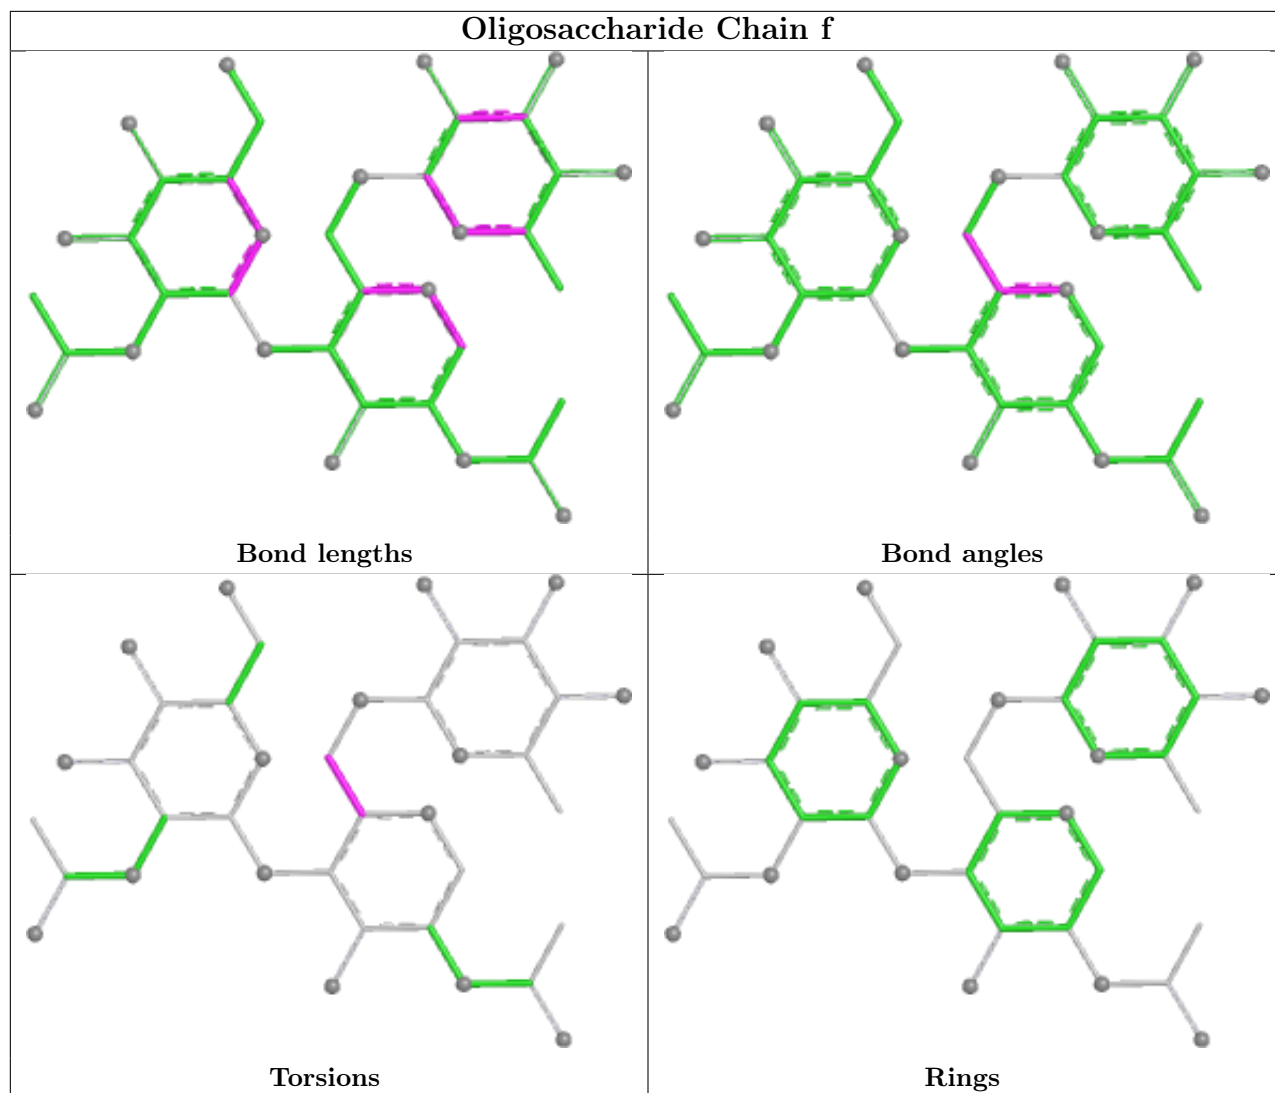 Oligosaccharide Chain f
Bond lengths
Bond angles
Torsions
Rings